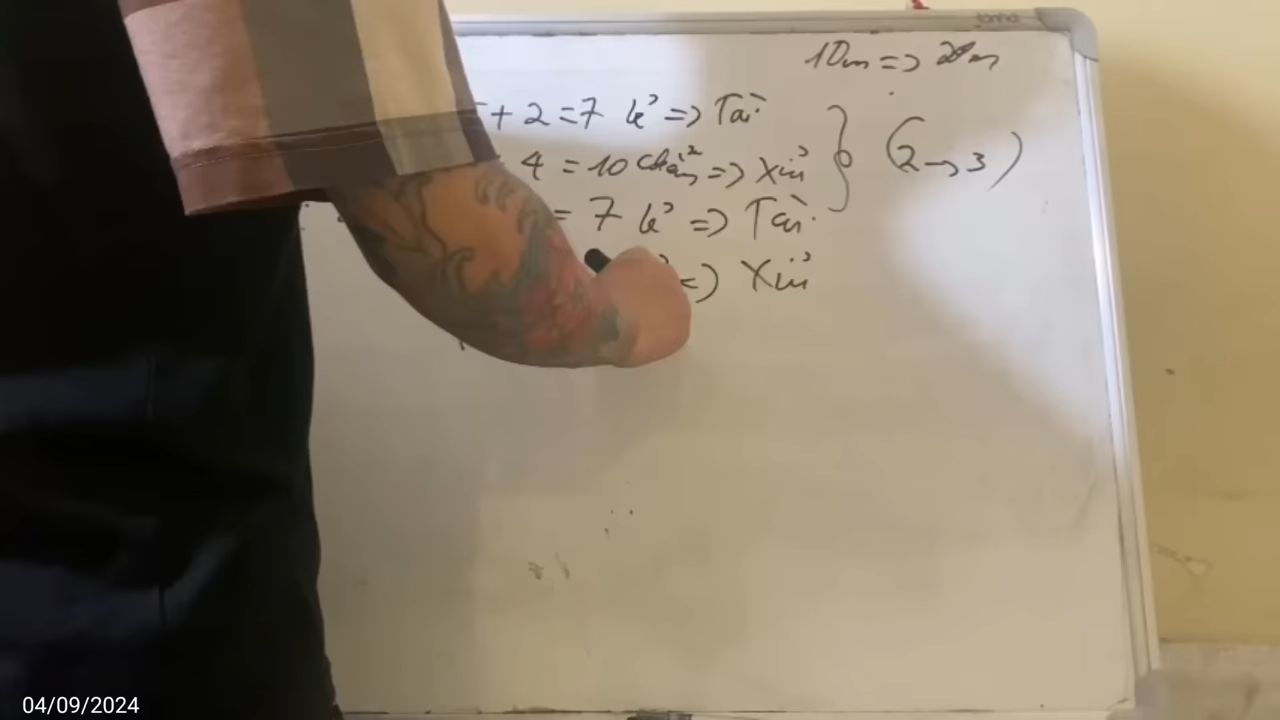 10m => 20m
+ 2 = 7 lẻ => Tài
4 = 10 chẵn => Xỉu } (2 → 3)
= 7 lẻ => Tài
=> Xỉu
04/09/2024